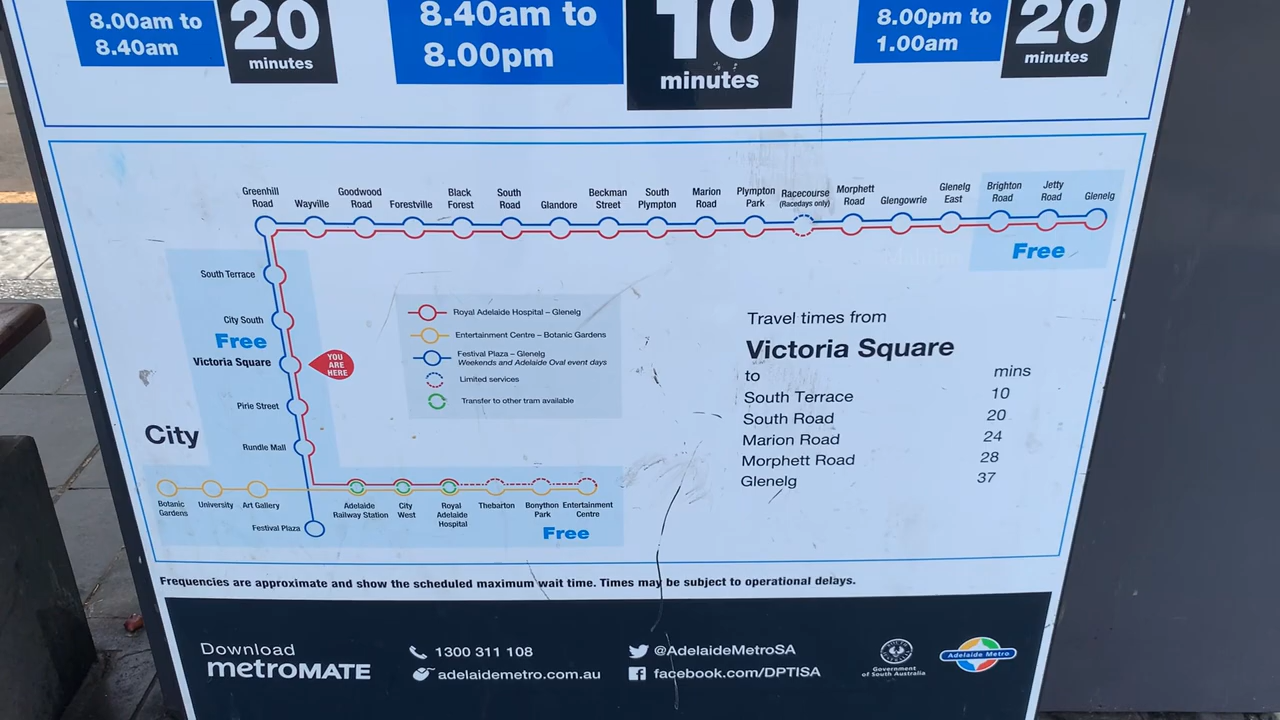 8.00am to
8.40am
20
minutes
8.40am to
8.00pm
10
minutes
8.00pm to
1.00am
20
minutes
Greenhill
Road
Wayville
Goodwood
Road
Forestville
Black
Forest
South
Road
Glandore
Beckman
Street
South
Plympton
Marion
Road
Plympton
Park
Racecourse
(Racedays only)
Morphett
Road
Glengowrie
Glenelg
East
Brighton
Road
Jetty
Road
Glenelg
Free
South Terrace
City South
Free
Victoria Square
YOU
ARE
HERE
Pirie Street
City
Rundle Mall
Royal Adelaide Hospital – Glenelg
Entertainment Centre – Botanic Gardens
Festival Plaza – Glenelg
Weekends and Adelaide Oval event days
Limited services
Transfer to other tram available
Travel times from
Victoria Square
to mins
South Terrace 10
South Road 20
Marion Road 24
Morphett Road 28
Glenelg 37
Botanic
Gardens
University
Art Gallery
Adelaide
Railway Station
City
West
Royal
Adelaide
Hospital
Thebarton
Bonython
Park
Entertainment
Centre
Festival Plaza
Free
Frequencies are approximate and show the scheduled maximum wait time. Times may be subject to operational delays.
Download
metroMATE
1300 311 108
adelaidemetro.com.au
@AdelaideMetroSA
facebook.com/DPTISA
Government
of South Australia
Adelaide Metro